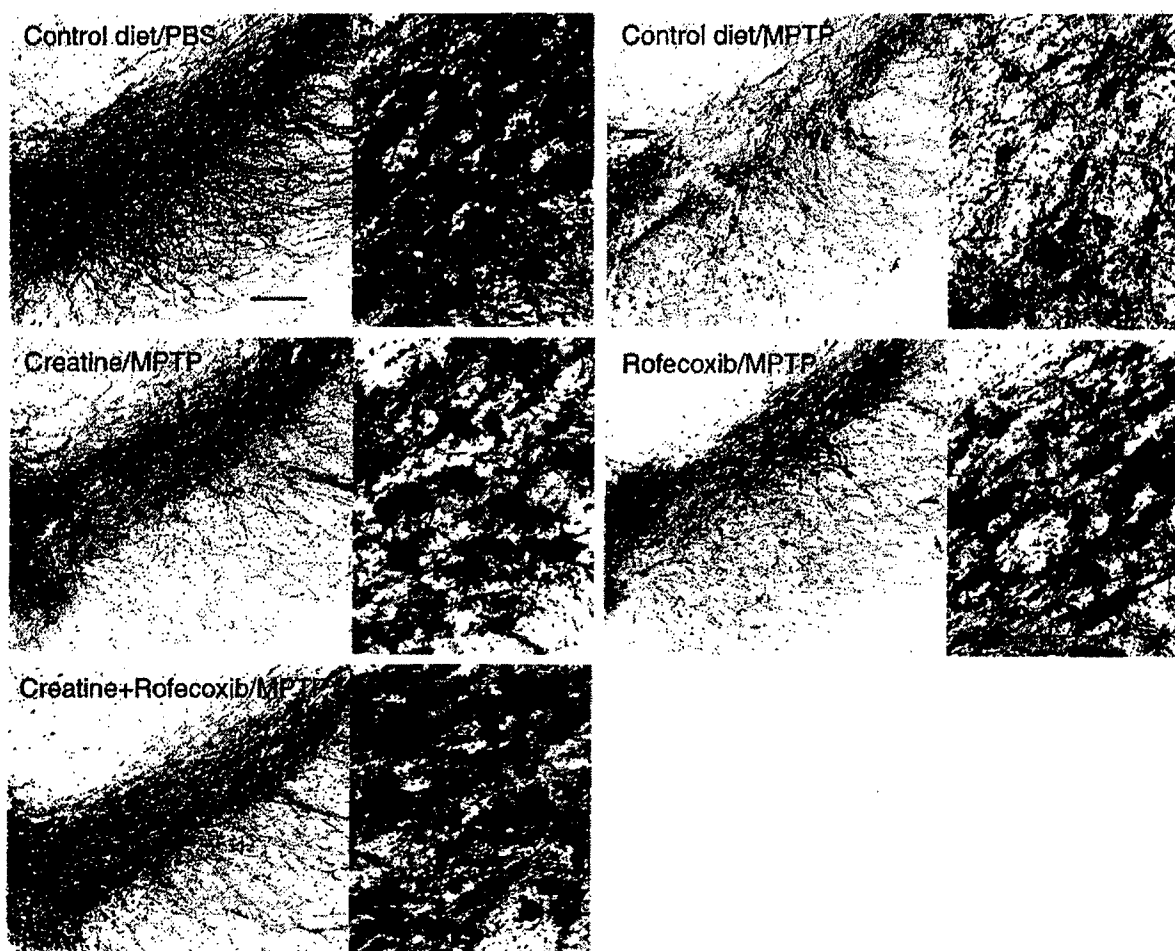 Control diet/PBS
Control diet/MPTP
Creatine/MPTP
Rofecoxib/MPTP
Creatine+Rofecoxib/MPTP